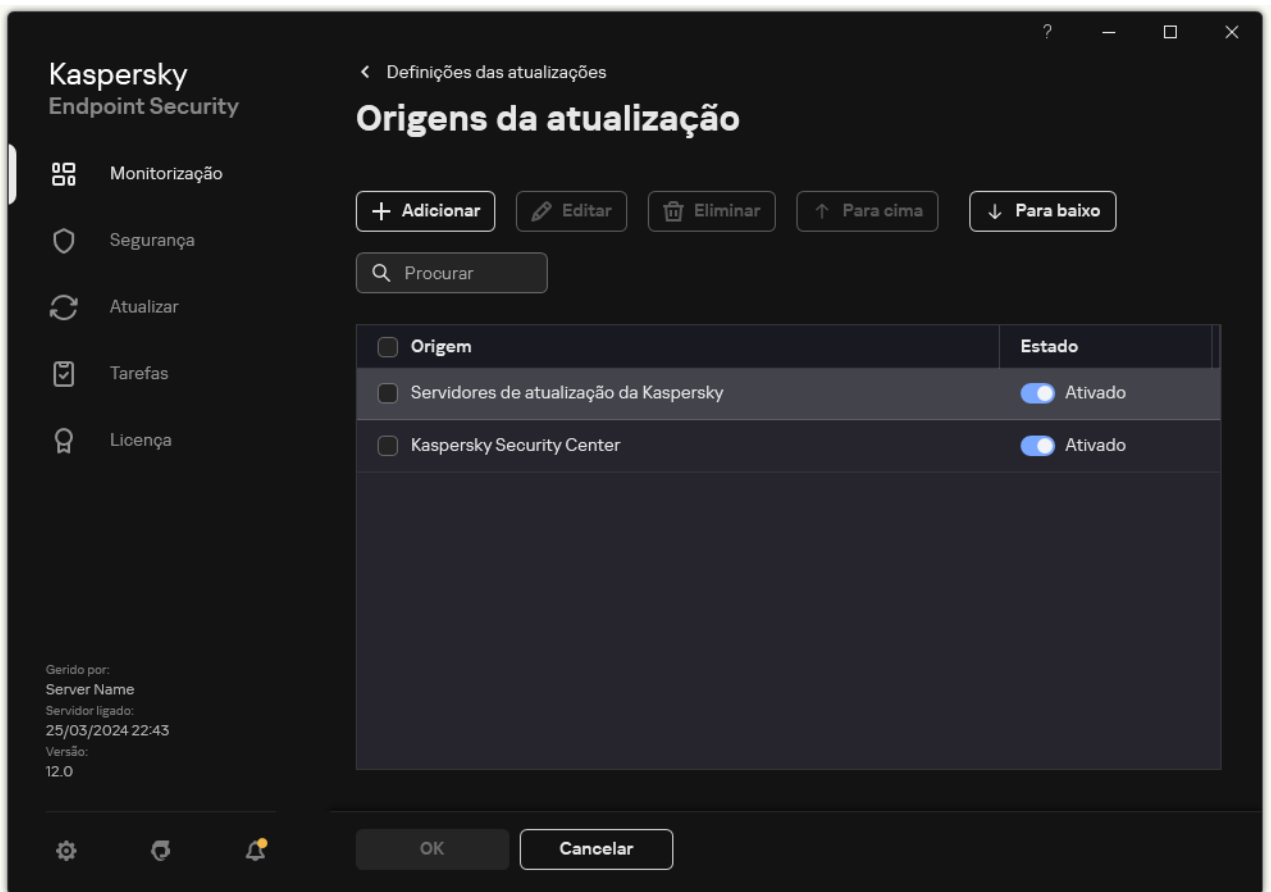 ?
Kaspersky
Endpoint Security
Monitorização
Segurança
Atualizar
Tarefas
Licença
Gerido por:
Server Name
Servidor ligado:
25/03/2024 22:43
Versão:
12.0
Definições das atualizações
Origens da atualização
Adicionar
Editar
Eliminar
Para cima
Para baixo
Procurar
Origem Estado
Servidores de atualização da Kaspersky Ativado
Kaspersky Security Center Ativado
OK
Cancelar